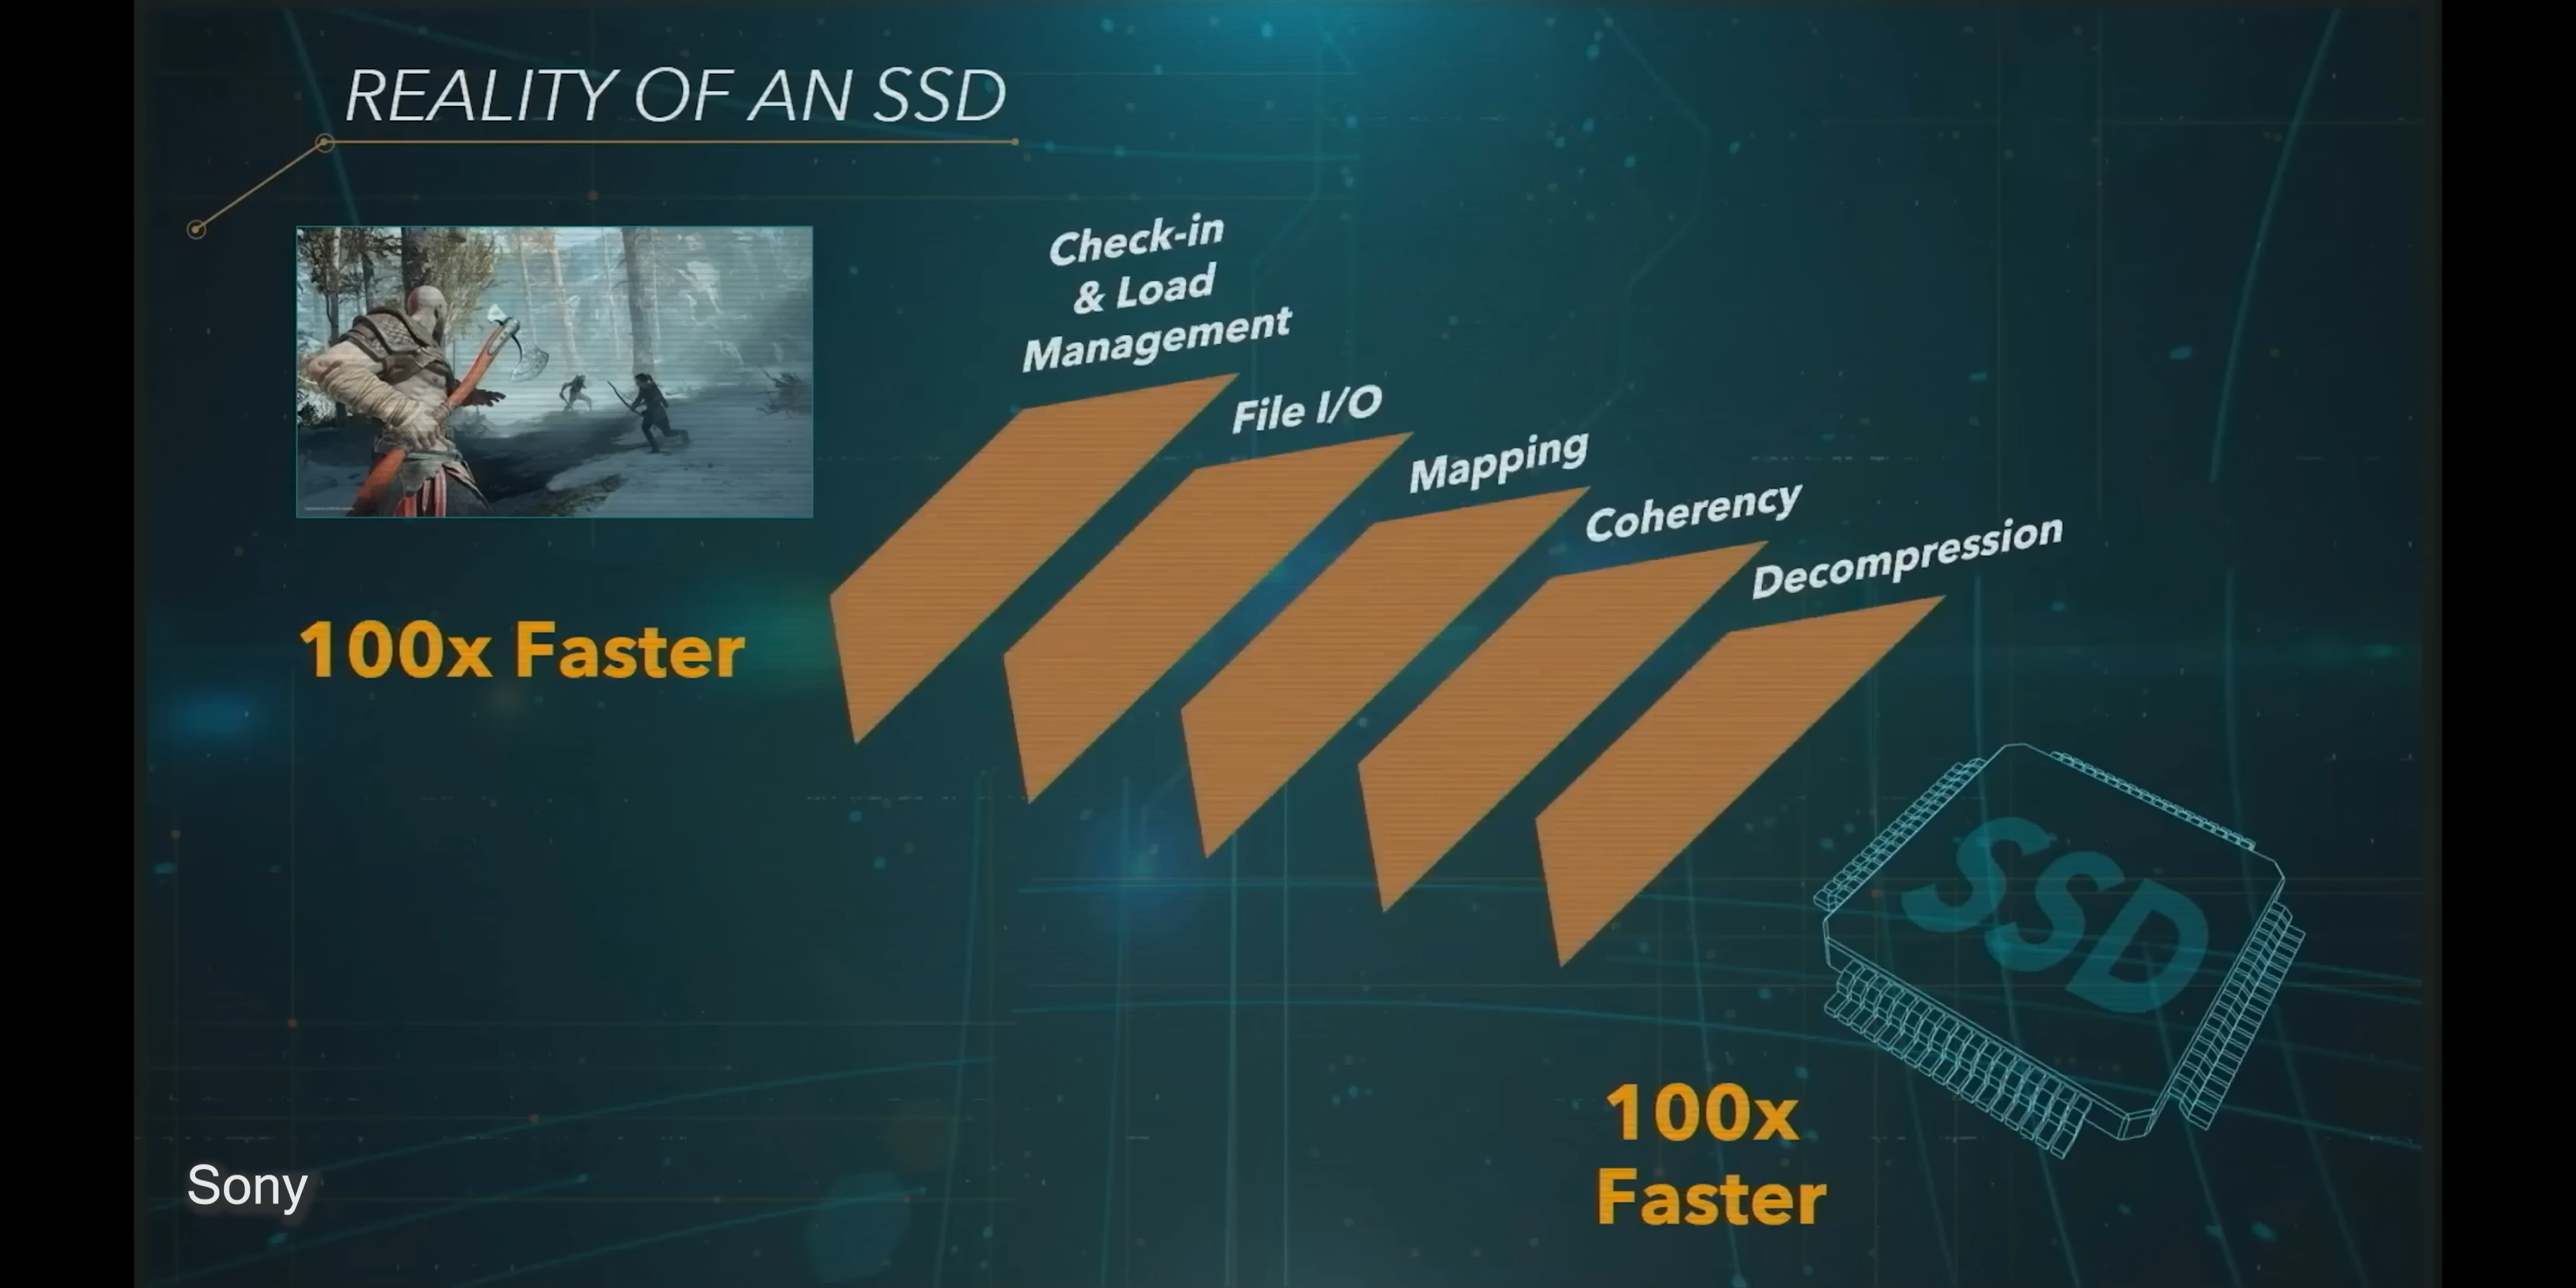 REALITY OF AN SSD
Check-in
& Load
Management
File I/O
Mapping
Coherency
Decompression
100x Faster
SSD
100x
Faster
Sony